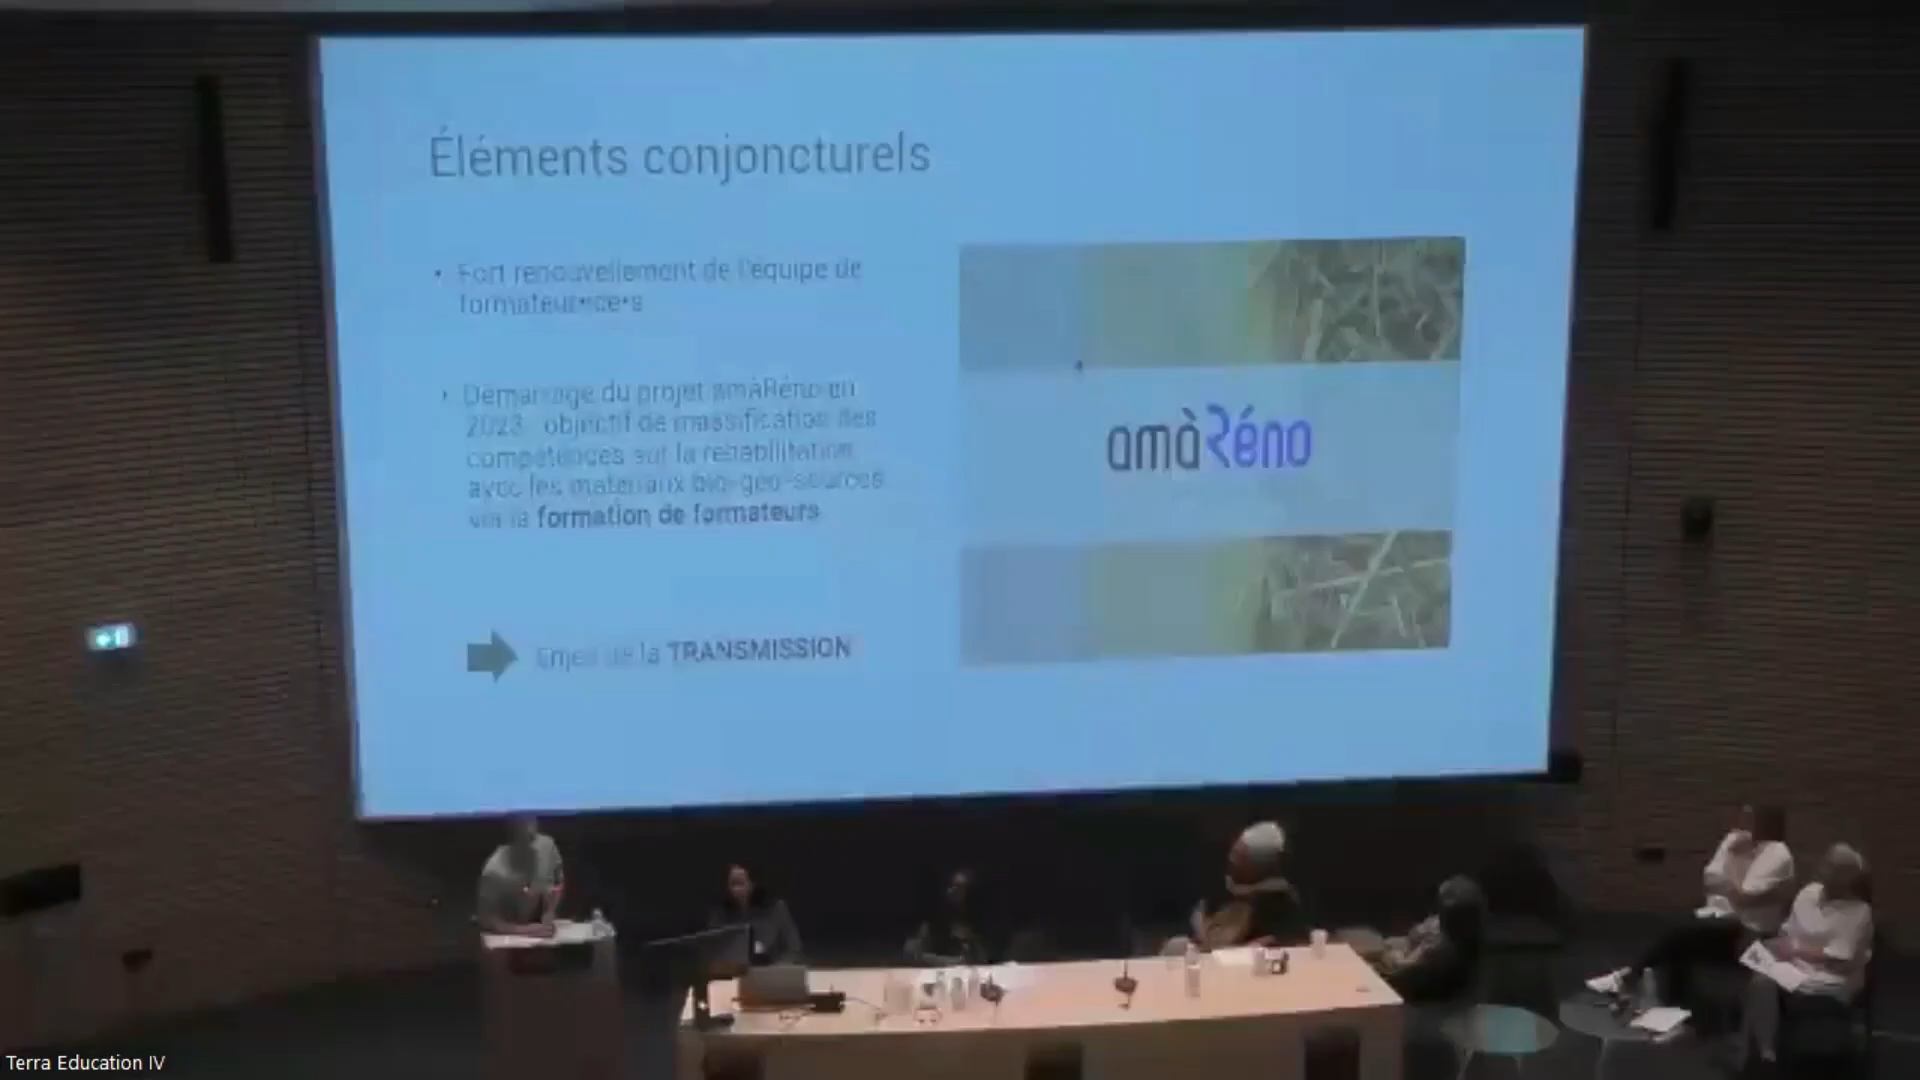 Éléments conjoncturels
• Fort renouvellement de l'équipe de
formateur•ce•s
• Démarrage du projet amàRéno en
2023 : objectif de massification des
compétences sur la réhabilitation
avec les matériaux bio-géo-sourcés
via la formation de formateurs
Enjeu de la TRANSMISSION
amàRéno
Terra Education IV